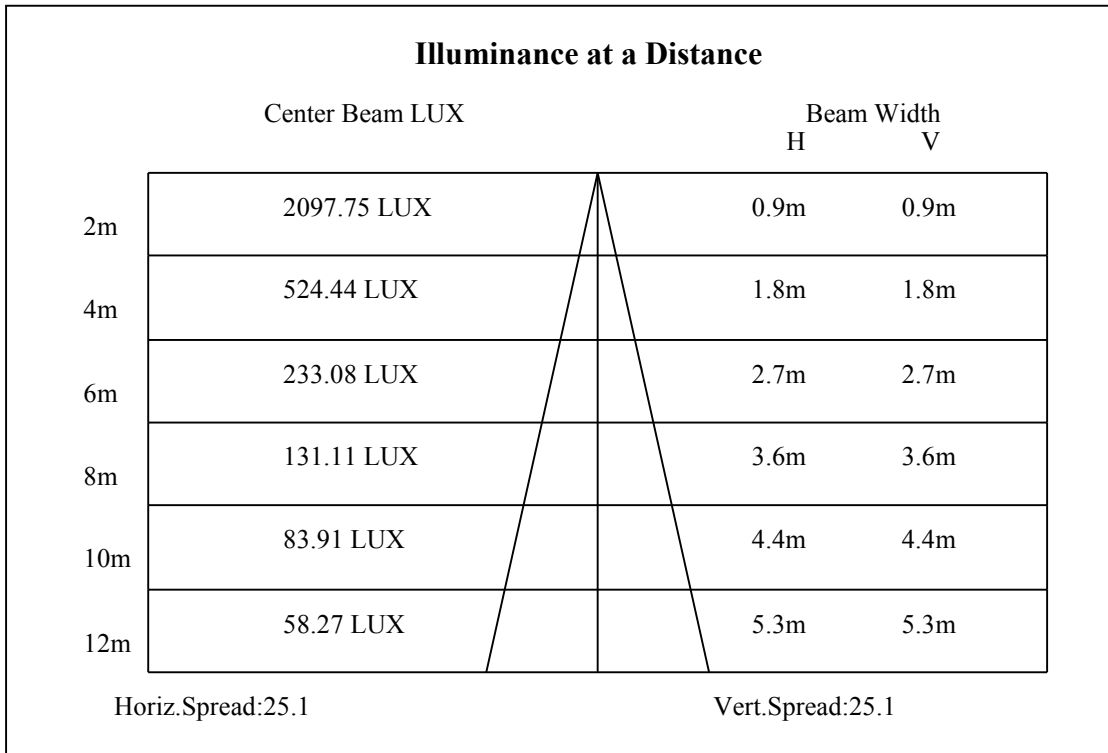 Illuminance at a Distance
Center Beam LUX Beam Width
H V
2m 2097.75 LUX 0.9m 0.9m
4m 524.44 LUX 1.8m 1.8m
6m 233.08 LUX 2.7m 2.7m
8m 131.11 LUX 3.6m 3.6m
10m 83.91 LUX 4.4m 4.4m
12m 58.27 LUX 5.3m 5.3m
Horiz.Spread:25.1 Vert.Spread:25.1